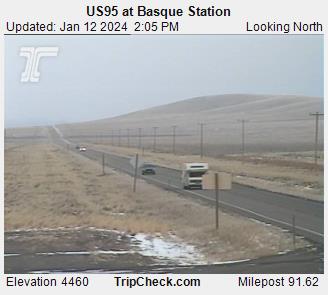 US95 at Basque Station
Updated: Jan 12 2024 2:05 PM Looking North
Elevation 4460 TripCheck.com Milepost 91.62